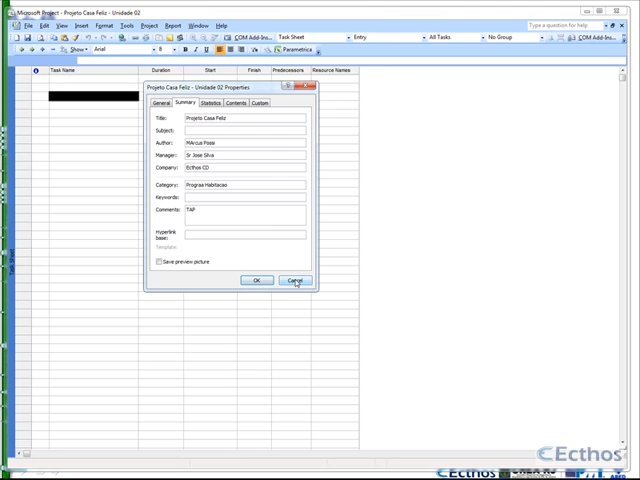 Microsoft Project - Projeto Casa Feliz - Unidade 02
File Edit View Insert Format Tools Project Report Window Help
Type a question for help
COM Add-Ins... Task Sheet Entry All Tasks No Group COM Add-Ins...
Show Arial 8 B I U Parametrica
Task Name Duration Start Finish Predecessors Resource Names
Projeto Casa Feliz - Unidade 02 Properties
General Summary Statistics Contents Custom
Title: Projeto Casa Feliz
Subject:
Author: MArcus Possi
Manager: Sr Jose Silva
Company: Ecthos CD
Category: Prograa Habitacao
Keywords:
Comments: TAP
Hyperlink
base:
Template:
Save preview picture
OK Cancel
Task Sheet
Ecthos
Ecthos